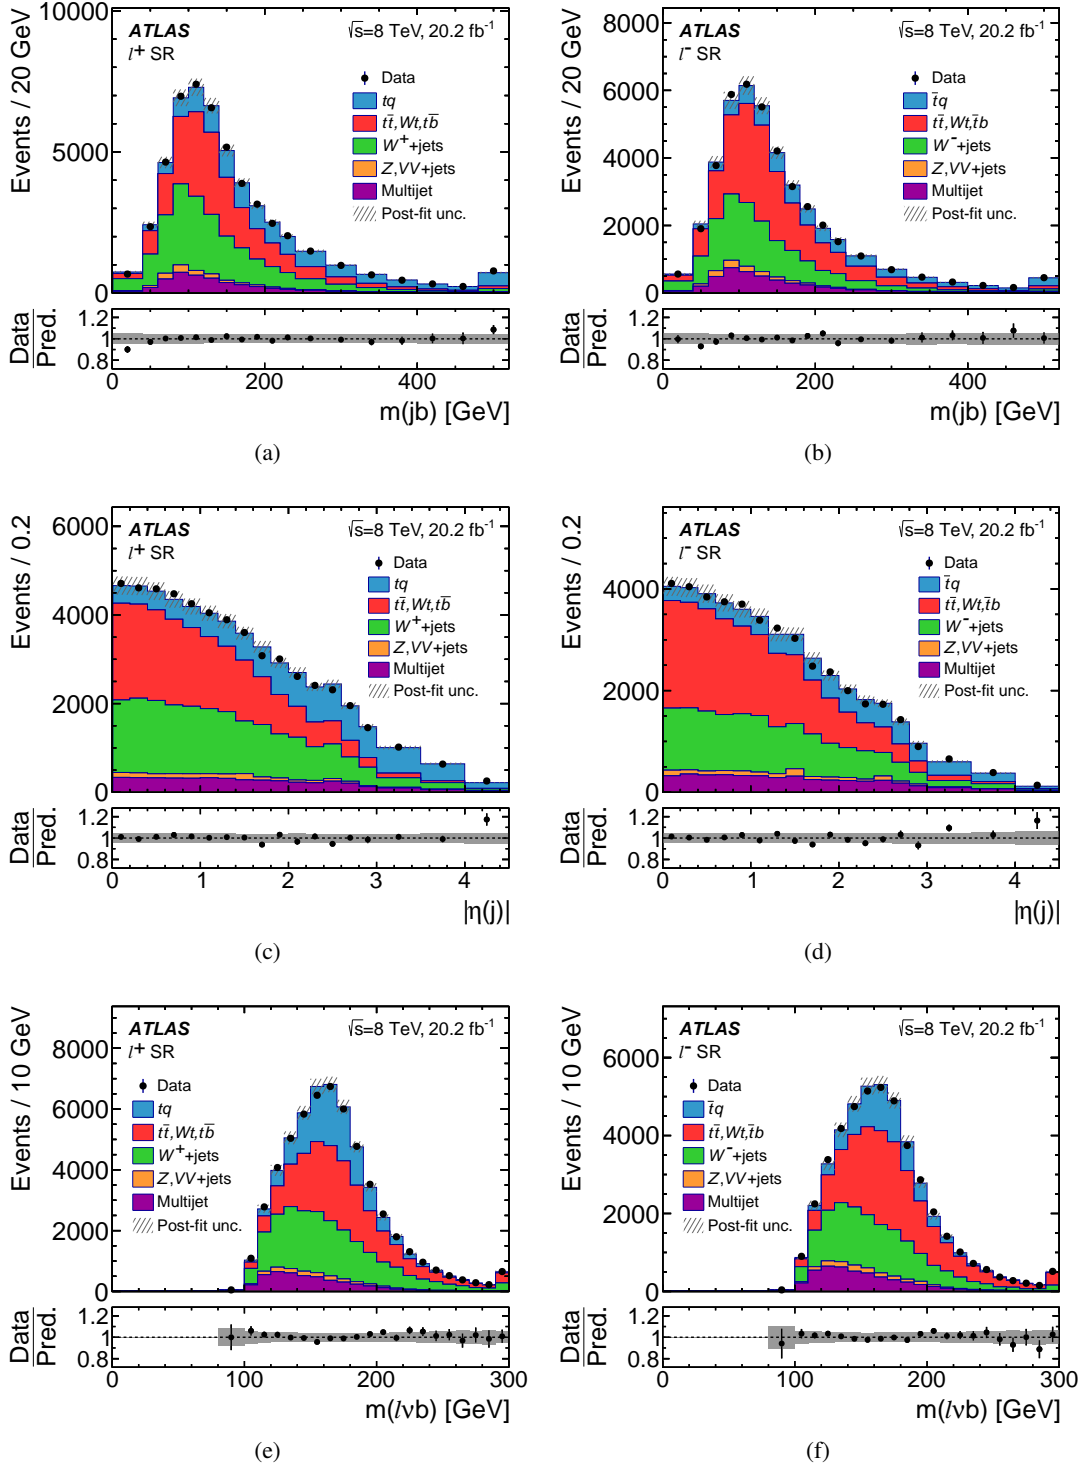 ATLAS
√s=8 TeV, 20.2 fb⁻¹
l⁺ SR
Data
tq
tt̄,Wt,tb̄
W⁺+jets
Z,VV+jets
Multijet
Post-fit unc.
Events / 20 GeV
10000
5000
0
Data
Pred.
1.2
1
0.8
0 200 400
m(jb) [GeV]
(a)
ATLAS
√s=8 TeV, 20.2 fb⁻¹
l⁻ SR
Data
t̄q
tt̄,Wt,t̄b
W⁻+jets
Z,VV+jets
Multijet
Post-fit unc.
Events / 20 GeV
8000
6000
4000
2000
0
Data
Pred.
1.2
1
0.8
0 200 400
m(jb) [GeV]
(b)
ATLAS
√s=8 TeV, 20.2 fb⁻¹
l⁺ SR
Data
tq
tt̄,Wt,tb̄
W⁺+jets
Z,VV+jets
Multijet
Post-fit unc.
Events / 0.2
6000
4000
2000
0
Data
Pred.
1.2
1
0.8
0 1 2 3 4
|η(j)|
(c)
ATLAS
√s=8 TeV, 20.2 fb⁻¹
l⁻ SR
Data
t̄q
tt̄,Wt,t̄b
W⁻+jets
Z,VV+jets
Multijet
Post-fit unc.
Events / 0.2
4000
2000
0
Data
Pred.
1.2
1
0.8
0 1 2 3 4
|η(j)|
(d)
ATLAS
√s=8 TeV, 20.2 fb⁻¹
l⁺ SR
Data
tq
tt̄,Wt,tb̄
W⁺+jets
Z,VV+jets
Multijet
Post-fit unc.
Events / 10 GeV
8000
6000
4000
2000
0
Data
Pred.
1.2
1
0.8
0 100 200 300
m(lνb) [GeV]
(e)
ATLAS
√s=8 TeV, 20.2 fb⁻¹
l⁻ SR
Data
t̄q
tt̄,Wt,t̄b
W⁻+jets
Z,VV+jets
Multijet
Post-fit unc.
Events / 10 GeV
6000
4000
2000
0
Data
Pred.
1.2
1
0.8
0 100 200 300
m(lνb) [GeV]
(f)